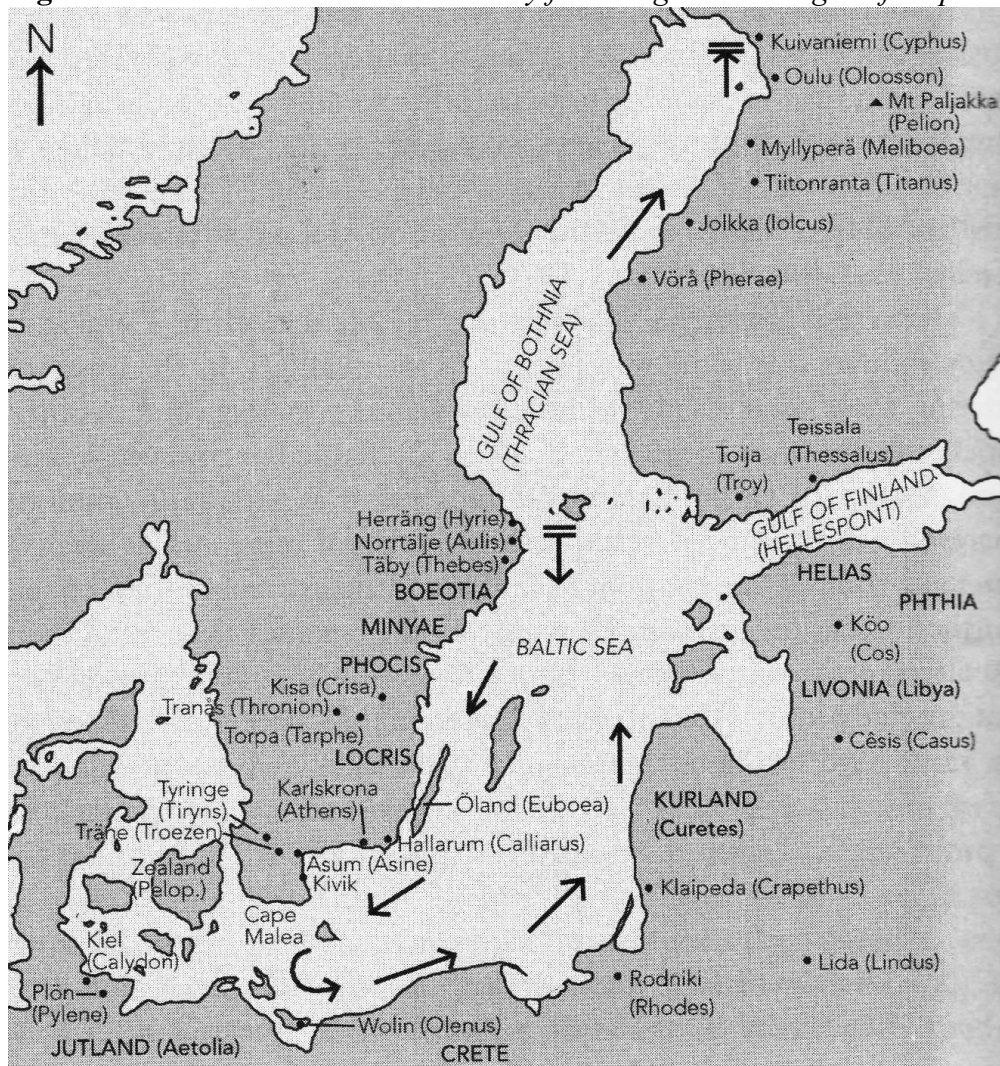 N
Kuivaniemi (Cyphus)
Oulu (Oloosson)
Mt Paljakka
(Pelion)
Myllyperä (Meliboea)
Tiitonranta (Titanus)
Jolkka (Iolcus)
Vörå (Pherae)
GULF OF BOTHNIA
(THRACIAN SEA)
Teissala
(Thessalus)
Toija
(Troy)
GULF OF FINLAND
(HELLESPONT)
Herräng (Hyrie)
Norrtälje (Aulis)
Täby (Thebes)
BOEOTIA
HELIAS
PHTHIA
MINYAE
Köo
(Cos)
BALTIC SEA
PHOCIS
Kisa (Crisa)
Tranås (Thronion)
Torpa (Tarphe)
LIVONIA (Libya)
Cêsis (Casus)
LOCRIS
Tyringe
(Tiryns)
Karlskrona
(Athens)
Öland (Euboea)
KURLAND
(Curetes)
Trähe (Troezen)
Hallarum (Calliarus)
Asum (Asine)
Zealand
(Pelop.)
Kivik
Klaipeda (Crapethus)
Cape
Malea
Kiel
(Calydon)
Lida (Lindus)
Rodniki
(Rhodes)
Plön
(Pylene)
Wolin (Olenus)
JUTLAND (Aetolia)
CRETE